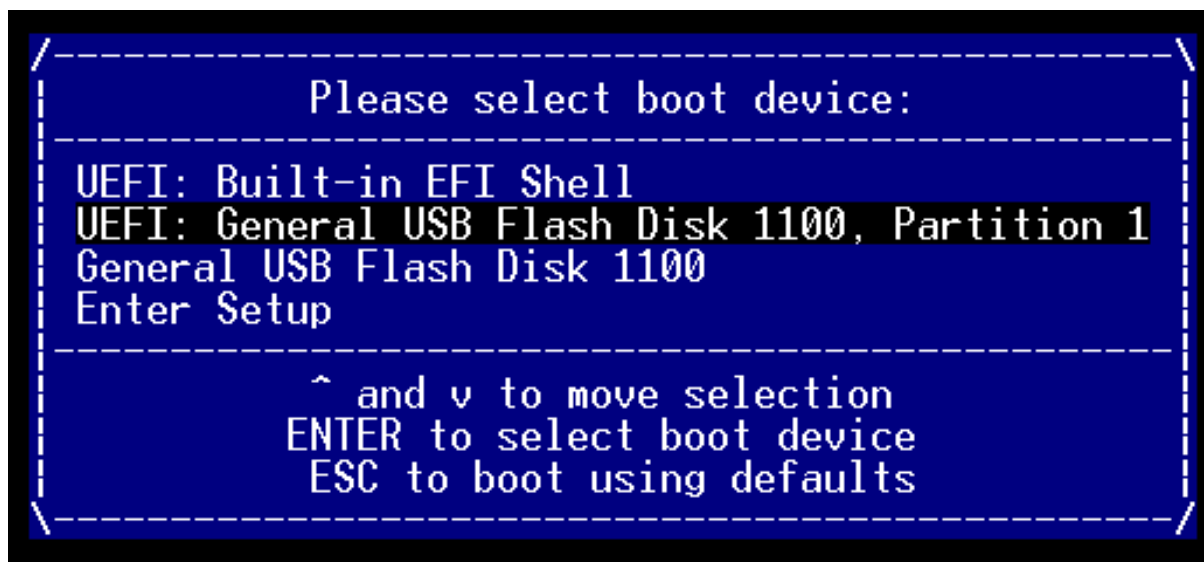 Please select boot device:
UEFI: Built-in EFI Shell
UEFI: General USB Flash Disk 1100, Partition 1
General USB Flash Disk 1100
Enter Setup
^ and v to move selection
ENTER to select boot device
ESC to boot using defaults